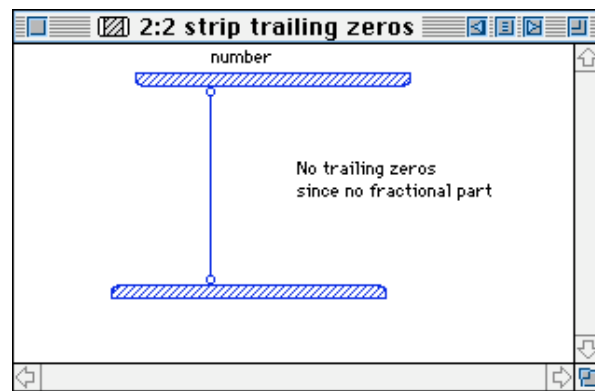 2:2 strip trailing zeros
number
No trailing zeros
since no fractional part